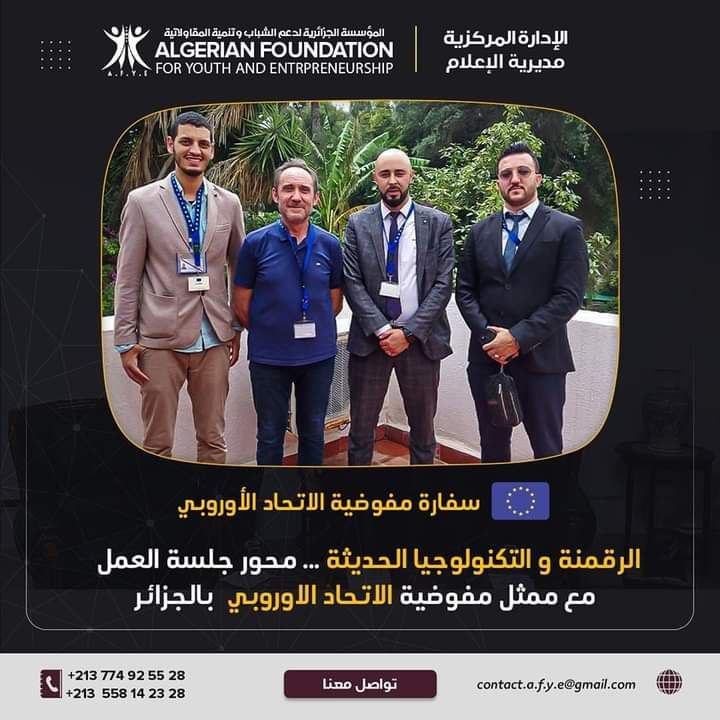 الإدارة المركزية
مديرية الإعلام
المؤسسة الجزائرية لدعم الشباب وتنمية المقاولاتية
ALGERIAN FOUNDATION
FOR YOUTH AND ENTRPRENEURSHIP
A.F.Y.E
سفارة مفوضية الاتحاد الأوروبي
الرقمنة و التكنولوجيا الحديثة ... محور جلسة العمل
مع ممثل مفوضية الاتحاد الاوروبي بالجزائر
+213 774 92 55 28
+213 558 14 23 28
تواصل معنا
contact.a.f.y.e@gmail.com